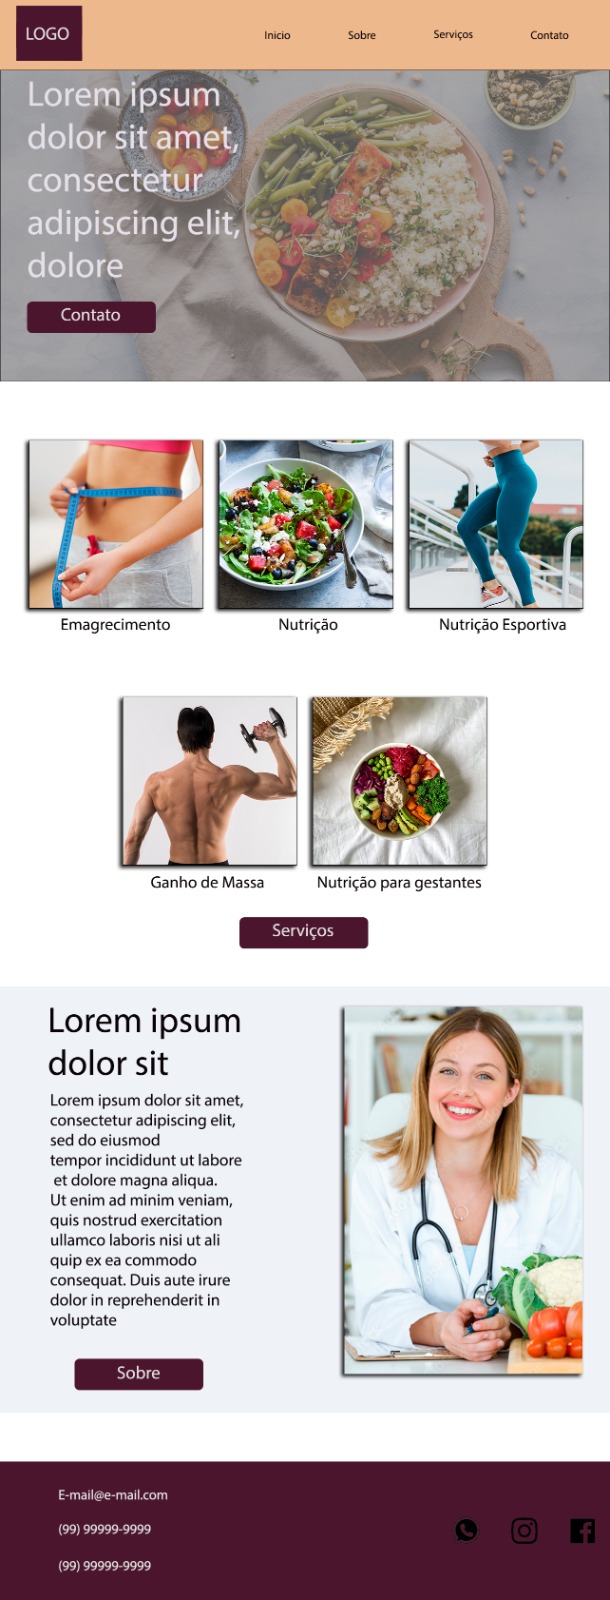 LOGO
Inicio
Sobre
Serviços
Contato
Lorem ipsum
dolor sit amet,
consectetur
adipiscing elit,
dolore
Contato
Emagrecimento
Nutrição
Nutrição Esportiva
Ganho de Massa
Nutrição para gestantes
Serviços
Lorem ipsum
dolor sit
Lorem ipsum dolor sit amet,
consectetur adipiscing elit,
sed do eiusmod
tempor incididunt ut labore
et dolore magna aliqua.
Ut enim ad minim veniam,
quis nostrud exercitation
ullamco laboris nisi ut ali
quip ex ea commodo
consequat. Duis aute irure
dolor in reprehenderit in
voluptate
Sobre
E-mail@e-mail.com
(99) 99999-9999
(99) 99999-9999